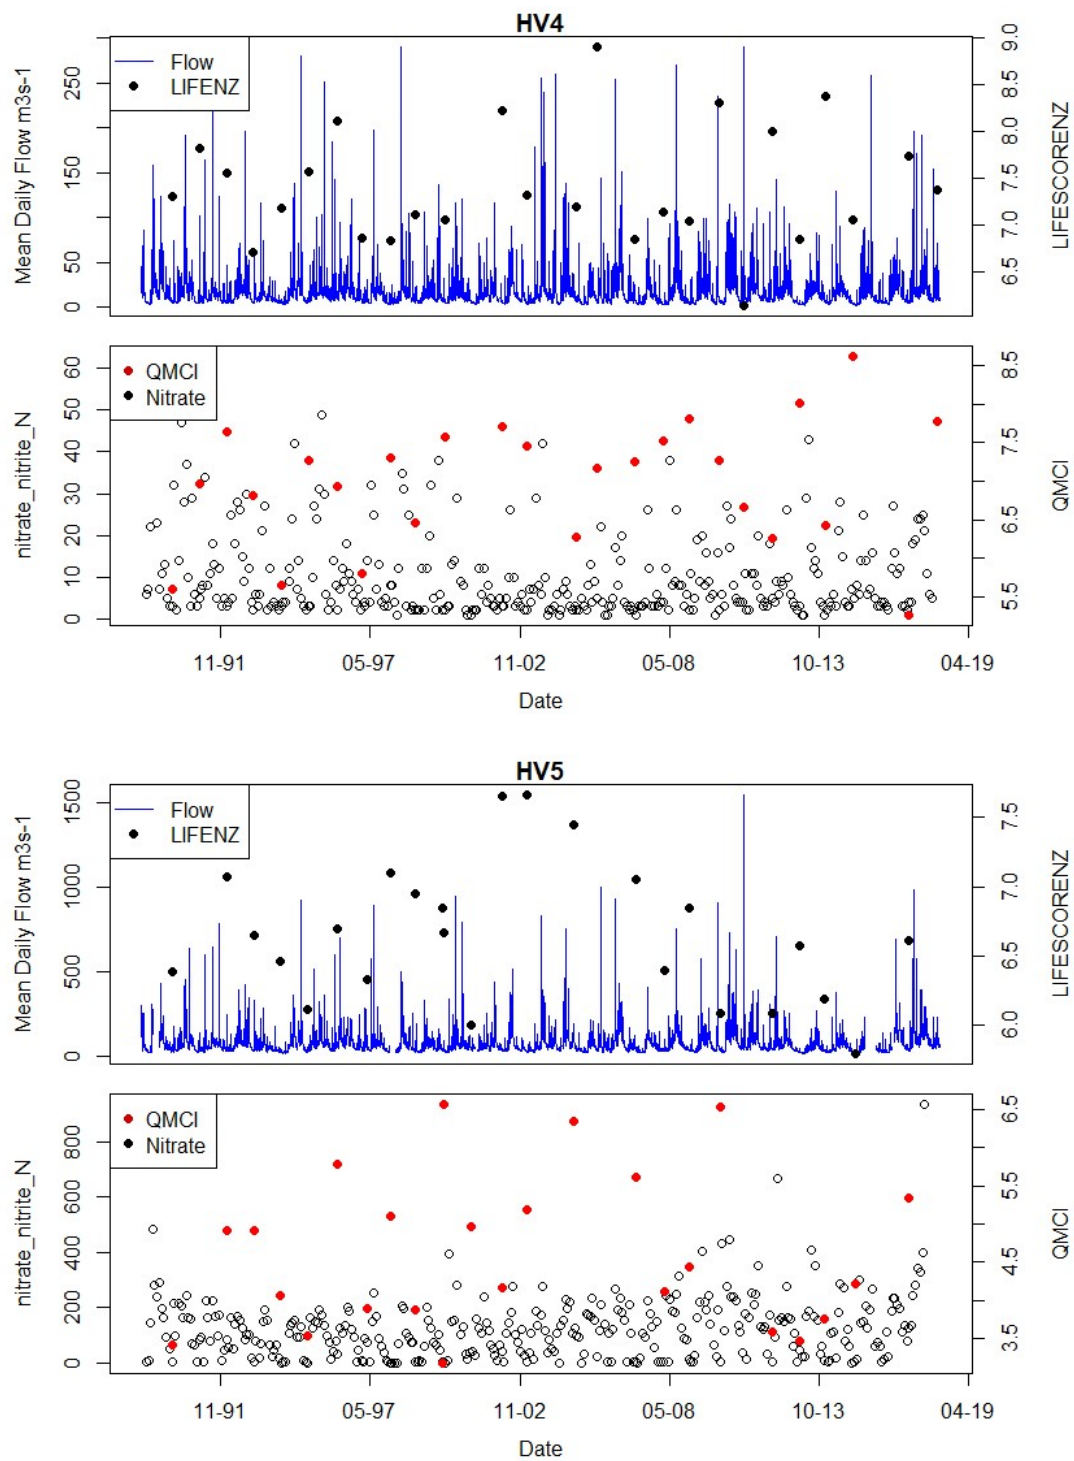 HV4
Flow
LIFENZ
Mean Daily Flow m3s-1
0
50
150
250
LIFESCORENZ
6.5
7.0
7.5
8.0
8.5
9.0
QMCI
Nitrate
nitrate_nitrite_N
0
10
20
30
40
50
60
QMCI
5.5
6.5
7.5
8.5
11-91
05-97
11-02
05-08
10-13
04-19
Date
HV5
Flow
LIFENZ
Mean Daily Flow m3s-1
0
500
1000
1500
LIFESCORENZ
6.0
6.5
7.0
7.5
QMCI
Nitrate
nitrate_nitrite_N
0
200
400
600
800
QMCI
3.5
4.5
5.5
6.5
11-91
05-97
11-02
05-08
10-13
04-19
Date